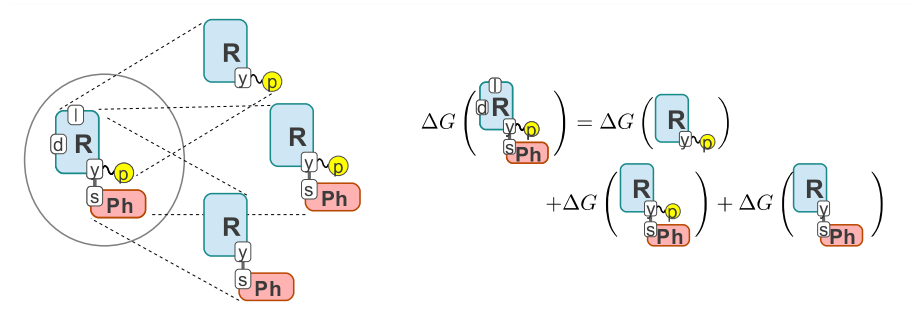 R
y
p
l
d
R
y
p
s
Ph
R
y
p
s
Ph
R
y
s
Ph
ΔG ( l d R y p s Ph ) = ΔG ( R y p )
+ΔG ( R y p s Ph ) + ΔG ( R y s Ph )